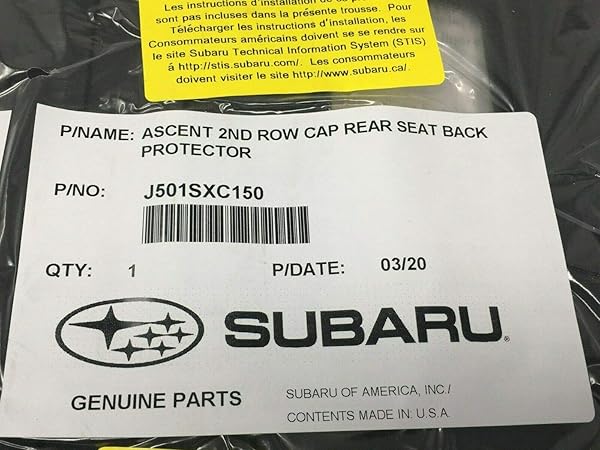 Les instructions d'installation de ce
sont pas incluses dans la présente trousse. Pour
Télécharger les instructions d'installation, les
Consommateurs américains doivent se se rendre sur
le site Subaru Technical Information System (STIS)
á http://stis.subaru.com/. Les consommateurs
doivent visiter le site http://www.subaru.ca/.
P/NAME: ASCENT 2ND ROW CAP REAR SEAT BACK
PROTECTOR
P/NO: J501SXC150
QTY: 1 P/DATE: 03/20
SUBARU®
GENUINE PARTS
SUBARU OF AMERICA, INC./
CONTENTS MADE IN: U.S.A.